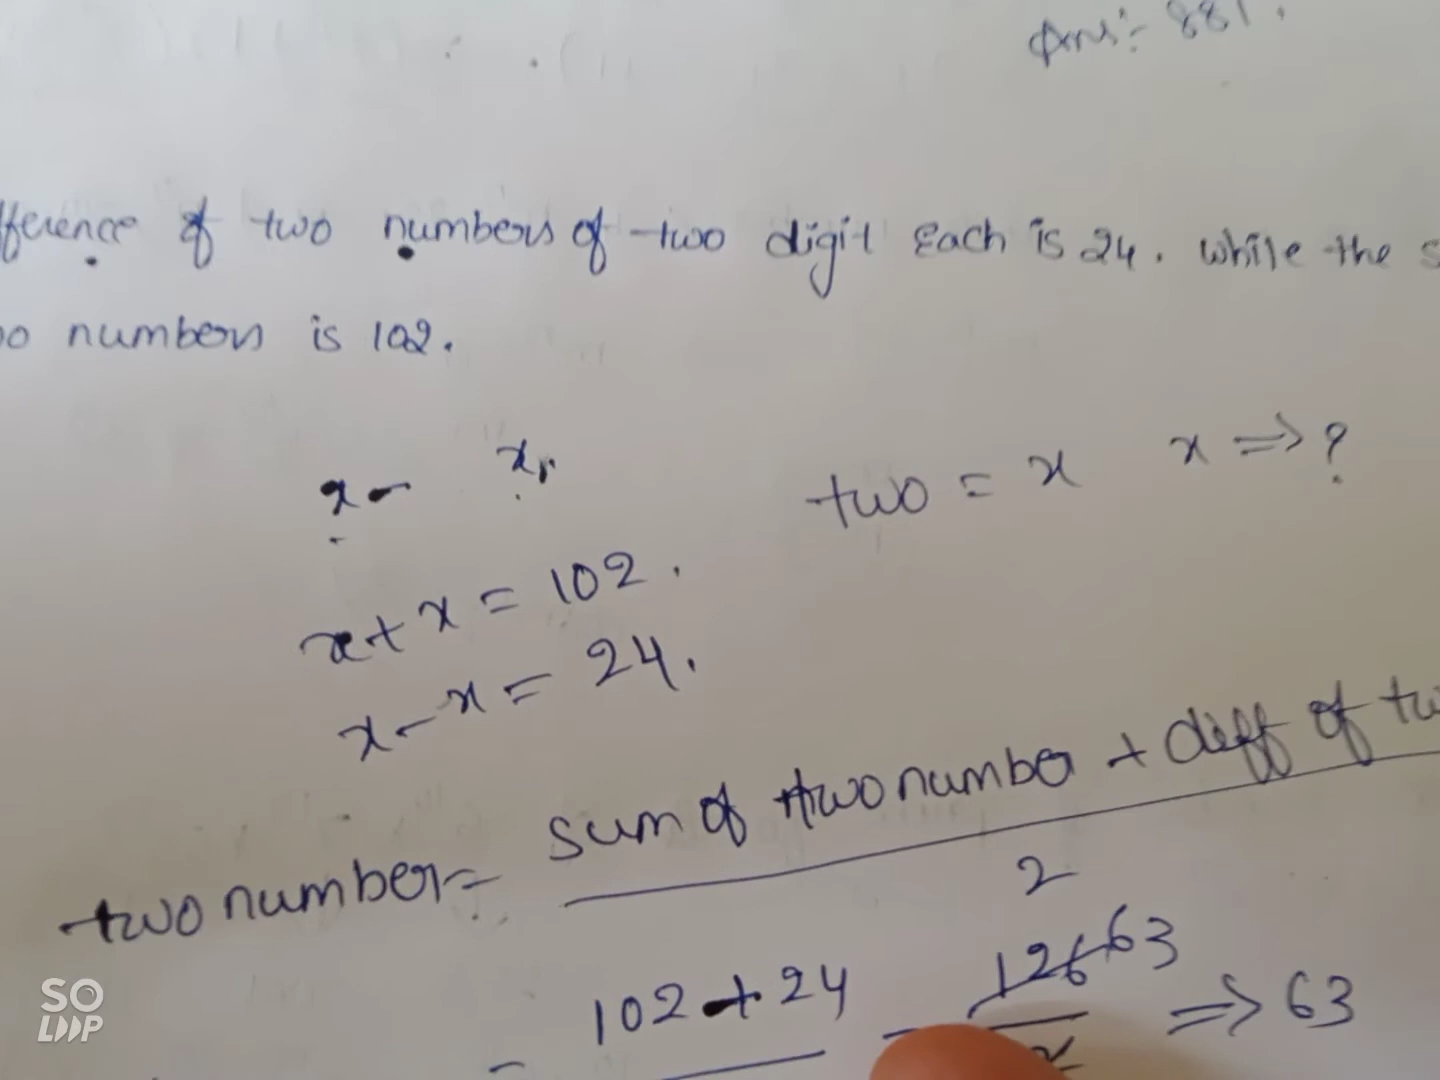 Ans:- 881.
fference of two numbers of two digit Each is 24. while the s
numbers is 102.
x - x,
two = x x => ?
x + x = 102.
x - x = 24.
two number = sum of two number + diff of tw
2
102 + 24 = 126 63 => 63
SO
LOOP